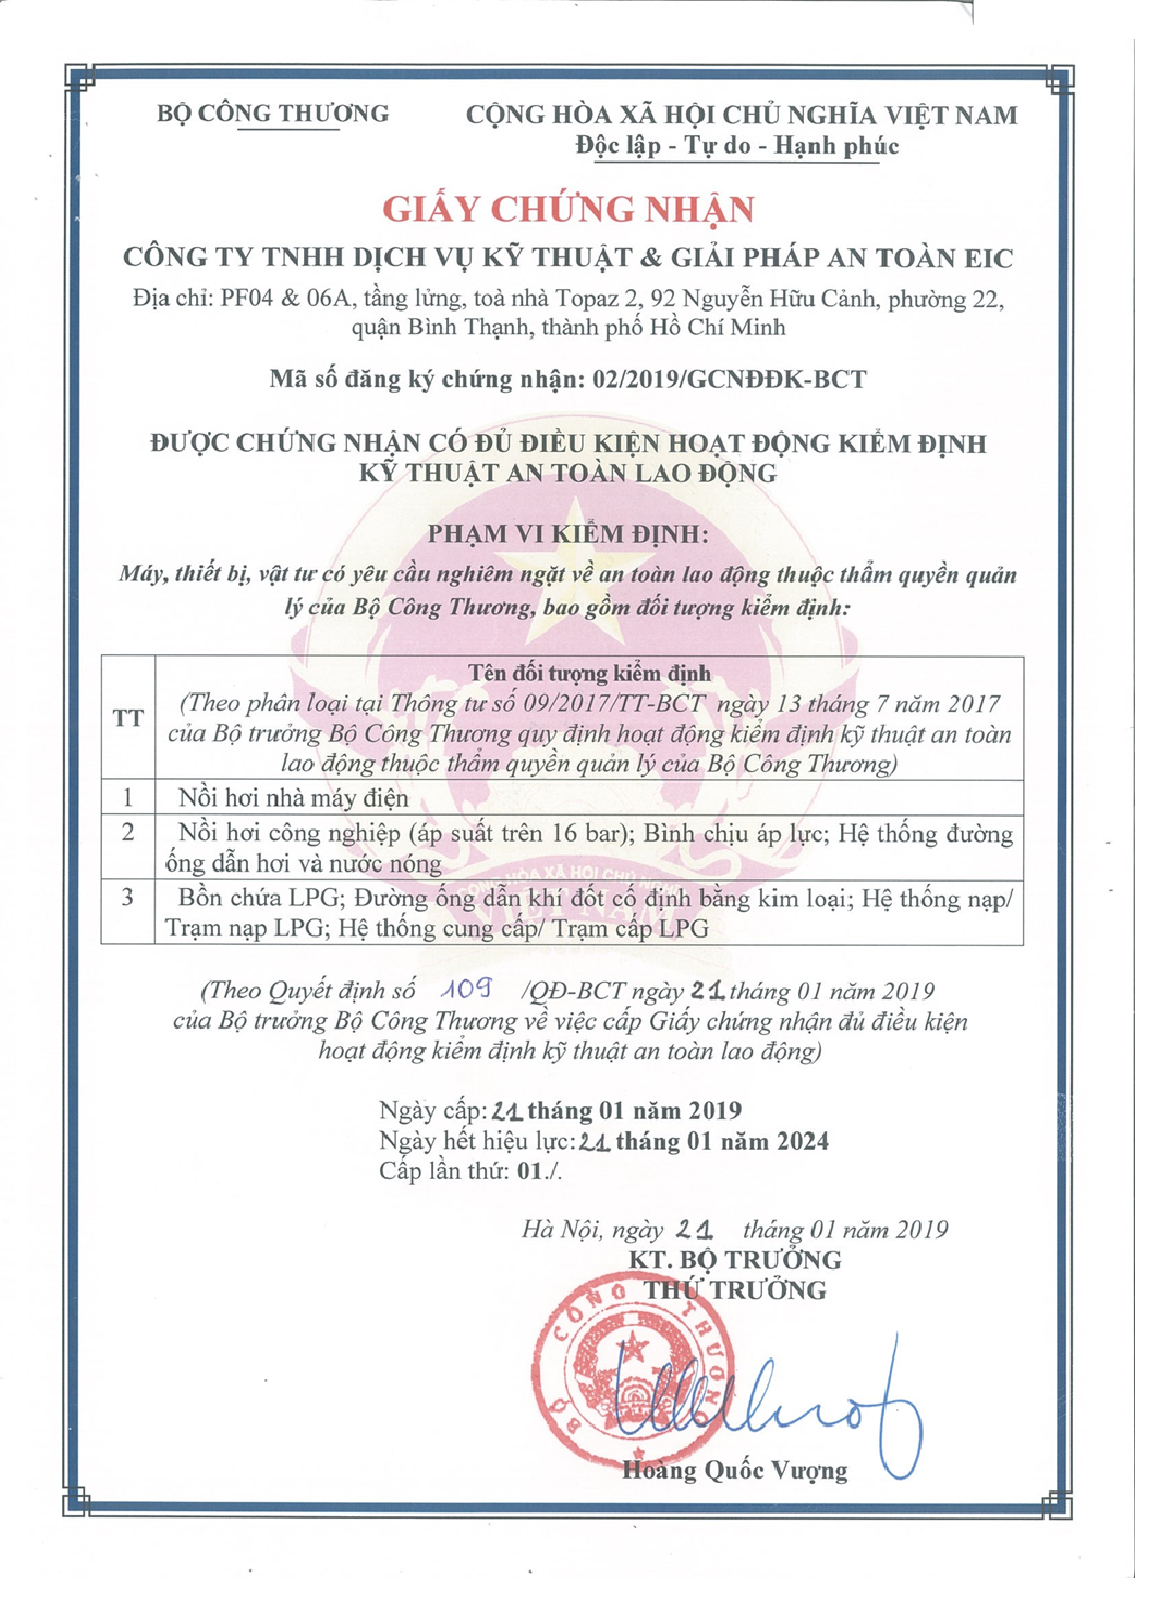 BỘ CÔNG THƯƠNG
CỘNG HÒA XÃ HỘI CHỦ NGHĨA VIỆT NAM
Độc lập - Tự do - Hạnh phúc
GIẤY CHỨNG NHẬN
CÔNG TY TNHH DỊCH VỤ KỸ THUẬT & GIẢI PHÁP AN TOÀN EIC
Địa chỉ: PF04 & 06A, tầng lửng, toà nhà Topaz 2, 92 Nguyễn Hữu Cảnh, phường 22,
quận Bình Thạnh, thành phố Hồ Chí Minh
Mã số đăng ký chứng nhận: 02/2019/GCNĐĐK-BCT
ĐƯỢC CHỨNG NHẬN CÓ ĐỦ ĐIỀU KIỆN HOẠT ĐỘNG KIỂM ĐỊNH
KỸ THUẬT AN TOÀN LAO ĐỘNG
PHẠM VI KIỂM ĐỊNH:
Máy, thiết bị, vật tư có yêu cầu nghiêm ngặt về an toàn lao động thuộc thẩm quyền quản
lý của Bộ Công Thương, bao gồm đối tượng kiểm định:
TT
Tên đối tượng kiểm định
(Theo phân loại tại Thông tư số 09/2017/TT-BCT ngày 13 tháng 7 năm 2017
của Bộ trưởng Bộ Công Thương quy định hoạt động kiểm định kỹ thuật an toàn
lao động thuộc thẩm quyền quản lý của Bộ Công Thương)
1 Nồi hơi nhà máy điện
2 Nồi hơi công nghiệp (áp suất trên 16 bar); Bình chịu áp lực; Hệ thống đường
ống dẫn hơi và nước nóng
3 Bồn chứa LPG; Đường ống dẫn khí đốt cố định bằng kim loại; Hệ thống nạp/
Trạm nạp LPG; Hệ thống cung cấp/ Trạm cấp LPG
CỘNG HÒA XÃ HỘI CHỦ NGHĨA
VIỆT NAM
(Theo Quyết định số 109 /QĐ-BCT ngày 21 tháng 01 năm 2019
của Bộ trưởng Bộ Công Thương về việc cấp Giấy chứng nhận đủ điều kiện
hoạt động kiểm định kỹ thuật an toàn lao động)
Ngày cấp: 21 tháng 01 năm 2019
Ngày hết hiệu lực: 21 tháng 01 năm 2024
Cấp lần thứ: 01./.
Hà Nội, ngày 21 tháng 01 năm 2019
KT. BỘ TRƯỞNG
THỨ TRƯỞNG
BỘ CÔNG THƯƠNG
Hoàng Quốc Vượng